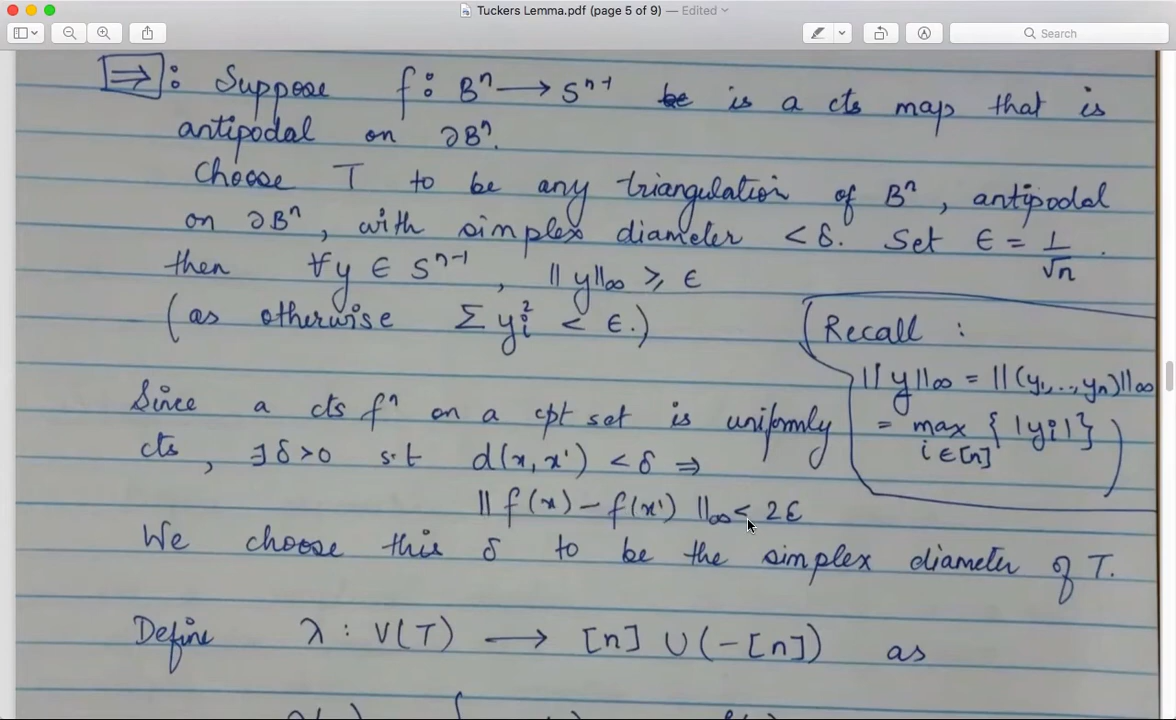 Tuckers Lemma.pdf (page 5 of 9) — Edited
Search
⇒ : Suppose f : Bⁿ ⟶ Sⁿ⁻¹ is a cts map that is
antipodal on ∂Bⁿ.
Choose T to be any triangulation of Bⁿ, antipodal
on ∂Bⁿ, with simplex diameter < δ. Set ϵ = 1/√n.
then ∀y ∈ Sⁿ⁻¹, ||y||∞ ⩾ ϵ
(as otherwise Σ yᵢ² < ϵ.)
Recall :
||y||∞ = ||(y₁,..,yₙ)||∞
= max {|yi|}
i∈[n]
Since a cts fⁿ on a cpt set is uniformly
cts, ∃δ>0 s.t d(x,x') < δ ⇒
||f(x) – f(x')||∞ < 2ϵ
We choose this δ to be the simplex diameter of T.
Define λ : V(T) ⟶ [n] ∪ (-[n]) as